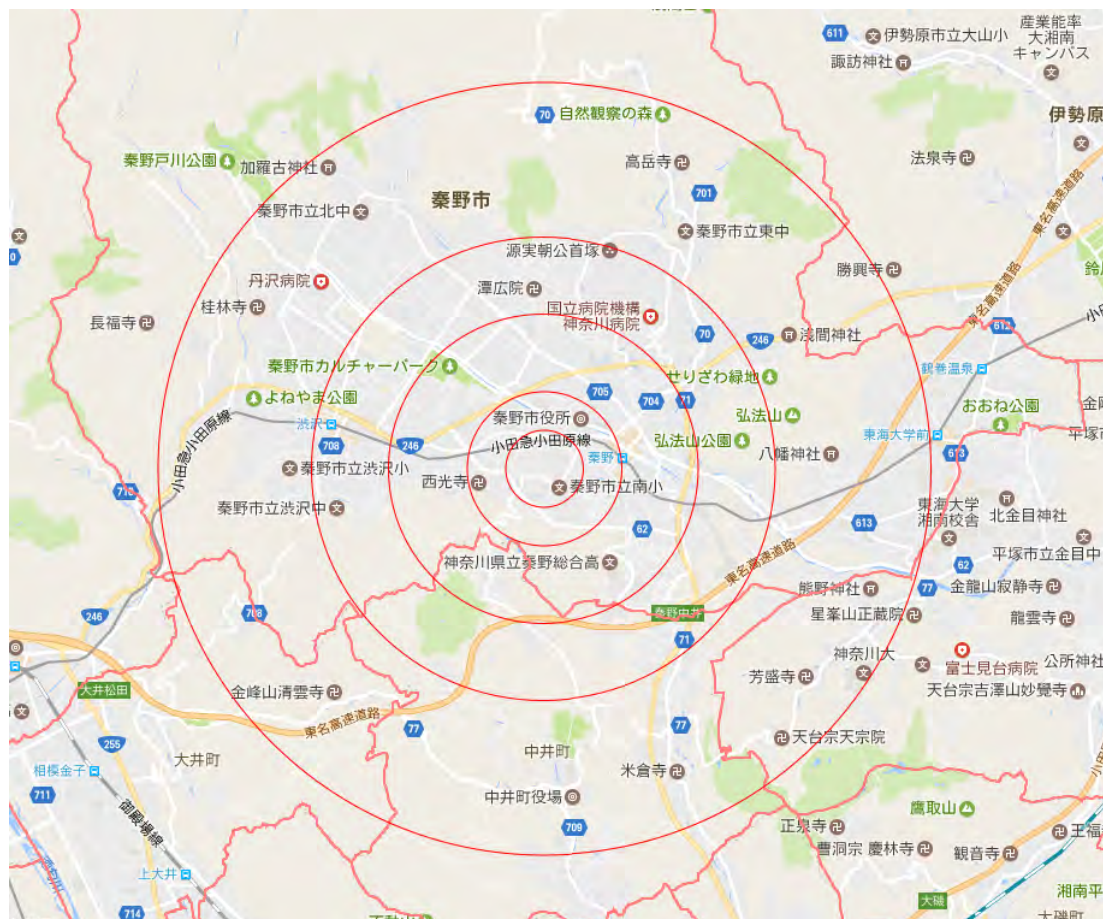 611
伊勢原市立大山小
産業能率
大湘南
キャンパス
諏訪神社
70
自然観察の森
伊勢原
秦野戸川公園
加羅古神社
高岳寺
法泉寺
701
秦野市
秦野市立北中
秦野市立東中
東名高速道路
源実朝公首塚
勝興寺
丹沢病院
潭広院
国立病院機構
神奈川病院
桂林寺
長福寺
東名高速道路
612
70
246
浅間神社
秦野市カルチャーパーク
せりざわ緑地
鶴巻温泉
よねやま公園
705
704
71
弘法山
おおね公園
渋沢
秦野市役所
小田急小田原線
弘法山公園
東海大学前
708
246
小田急小田原線
秦野
八幡神社
613
秦野市立渋沢小
西光寺
秦野市立南小
710
秦野市立渋沢中
東海大学
湘南校舎
北金目神社
62
613
神奈川県立秦野総合高
東名高速道路
平塚市立金目中
62
熊野神社
77
金龍山寂静寺
246
708
秦野中井
星峯山正蔵院
龍雲寺
71
神奈川大
公所神社
富士見台病院
芳盛寺
大井松田
金峰山清雲寺
天台宗吉澤山妙覺寺
東名高速道路
77
77
255
大井町
中井町
天台宗天宗院
相模金子
米倉寺
711
中井町役場
鷹取山
御殿場線
709
正泉寺
曹洞宗 慶林寺
観音寺
上大井
714
大磯
湘南平